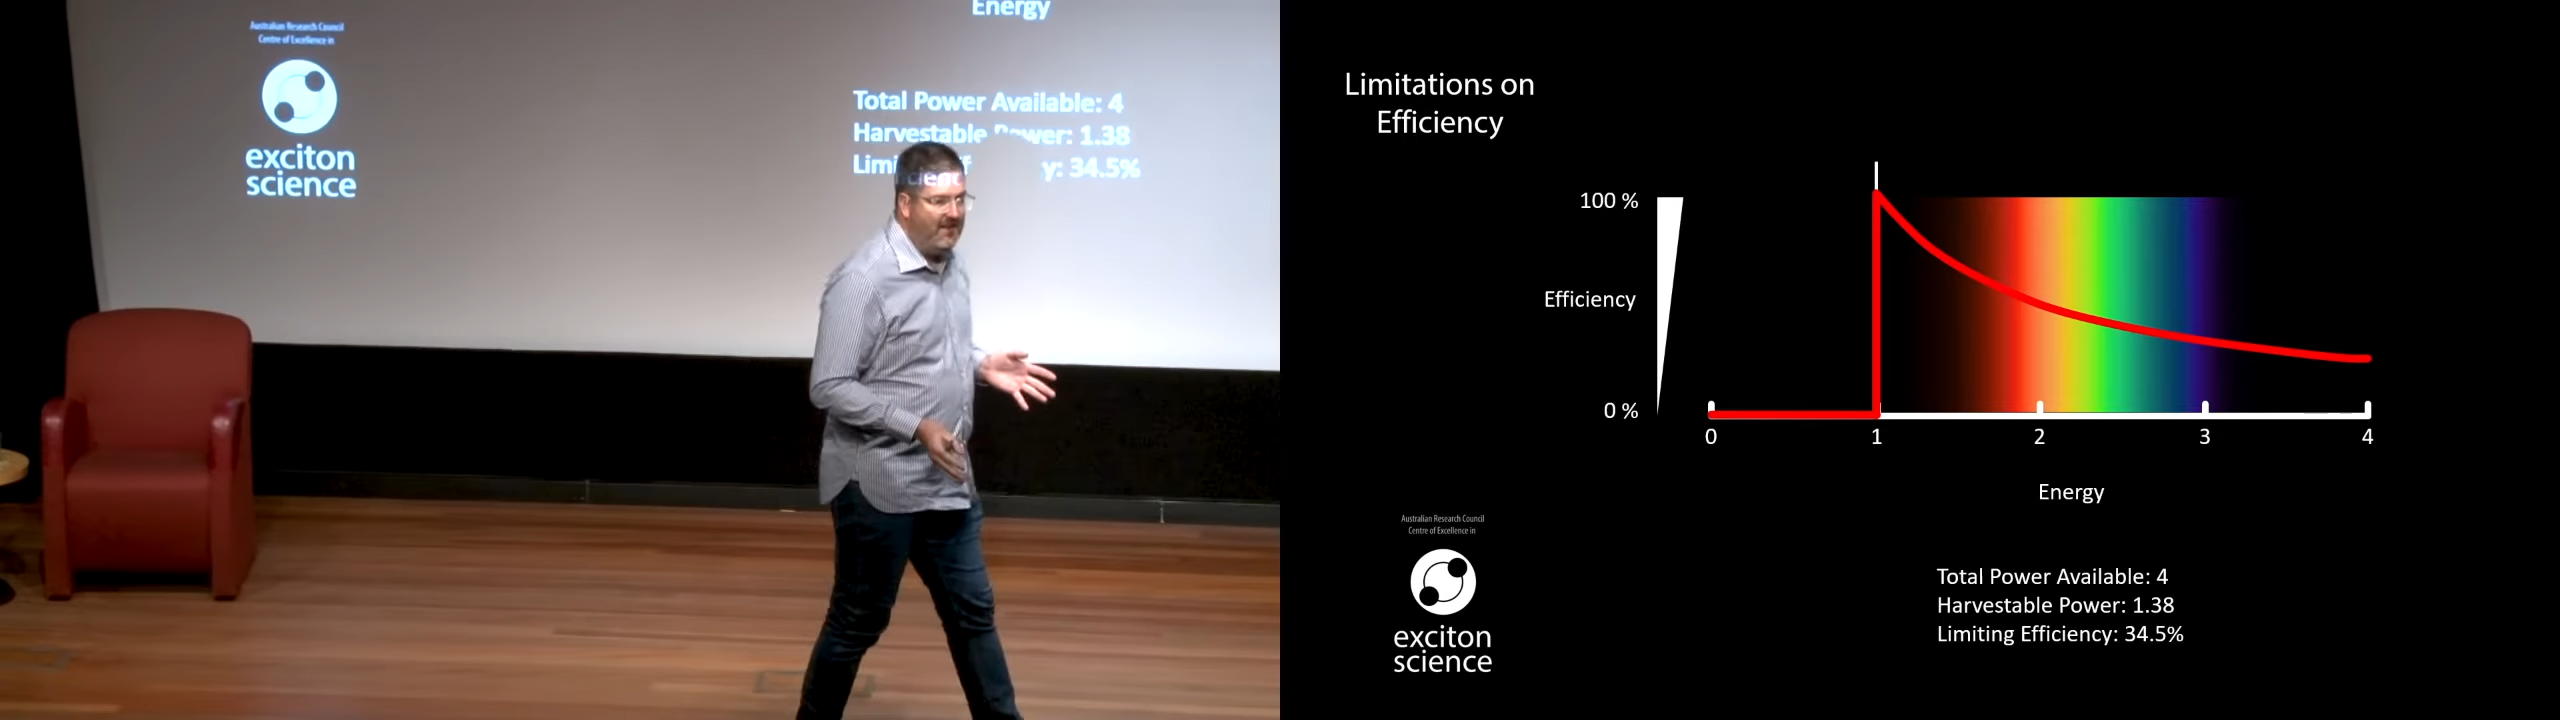 Energy
Australian Research Council
Centre of Excellence in
exciton
science
Total Power Available: 4
Harvestable Power: 1.38
y: 34.5%
Limitations on
Efficiency
100 %
Efficiency
0 %
0 1 2 3 4
Energy
Australian Research Council
Centre of Excellence in
exciton
science
Total Power Available: 4
Harvestable Power: 1.38
Limiting Efficiency: 34.5%